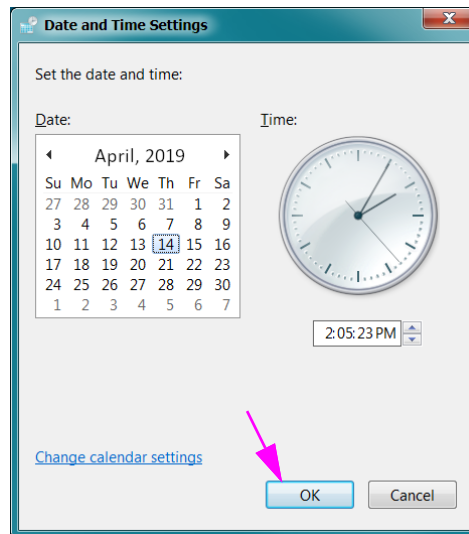 Date and Time Settings
x
Set the date and time:
Date:
Time:
April, 2019
Su Mo Tu We Th Fr Sa
27 28 29 30 31 1 2
3 4 5 6 7 8 9
10 11 12 13 14 15 16
17 18 19 20 21 22 23
24 25 26 27 28 29 30
1 2 3 4 5 6 7
2:05:23 PM
Change calendar settings
OK
Cancel